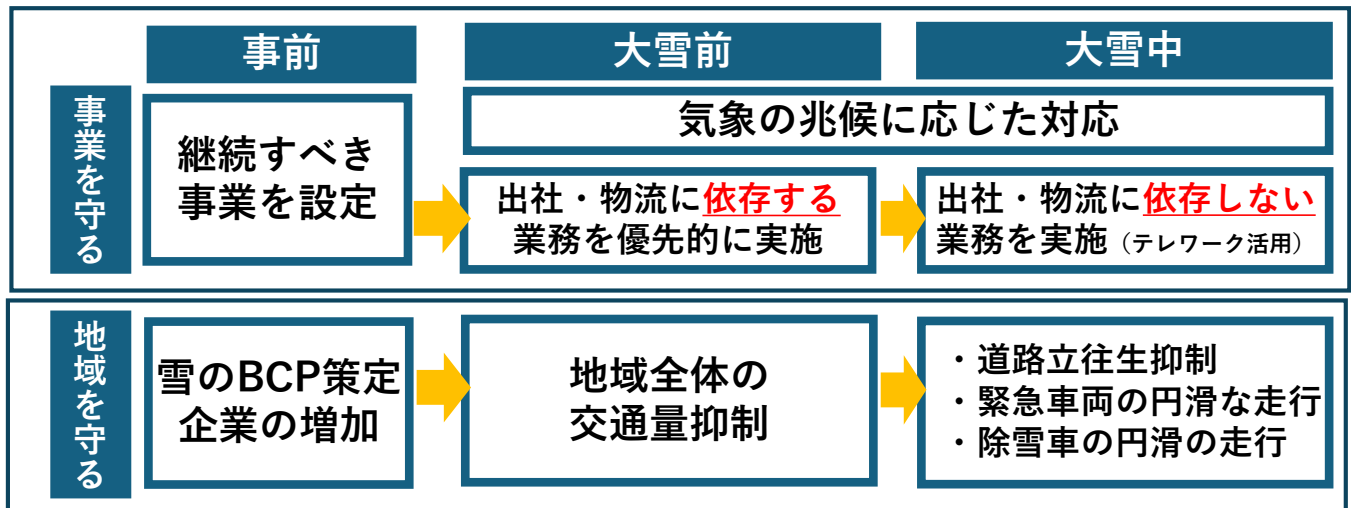 事前
大雪前
大雪中
事業を守る
継続すべき
事業を設定
気象の兆候に応じた対応
出社・物流に依存する
業務を優先的に実施
出社・物流に依存しない
業務を実施（テレワーク活用）
地域を守る
雪のBCP策定
企業の増加
地域全体の
交通量抑制
・道路立往生抑制
・緊急車両の円滑な走行
・除雪車の円滑の走行